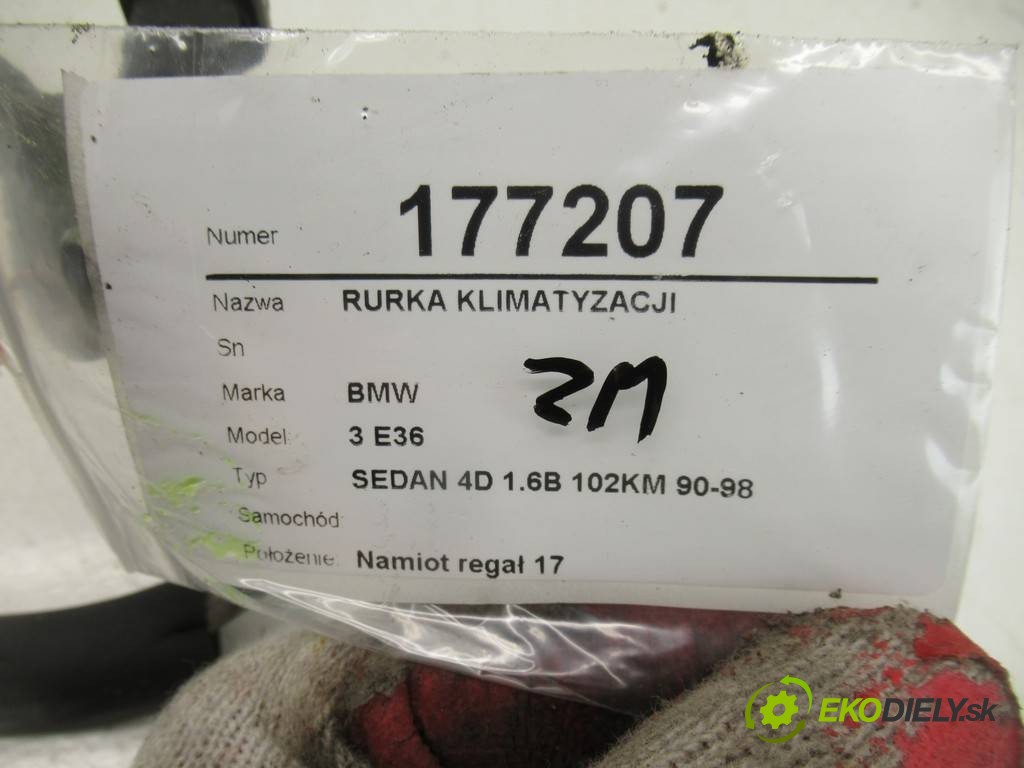 Numer 177207
Nazwa RURKA KLIMATYZACJI
Sn
Marka BMW
2M
Model: 3 E36
Typ SEDAN 4D 1.6B 102KM 90-98
Samochód
Położenie: Namiot regał 17
EKODIELY.sk